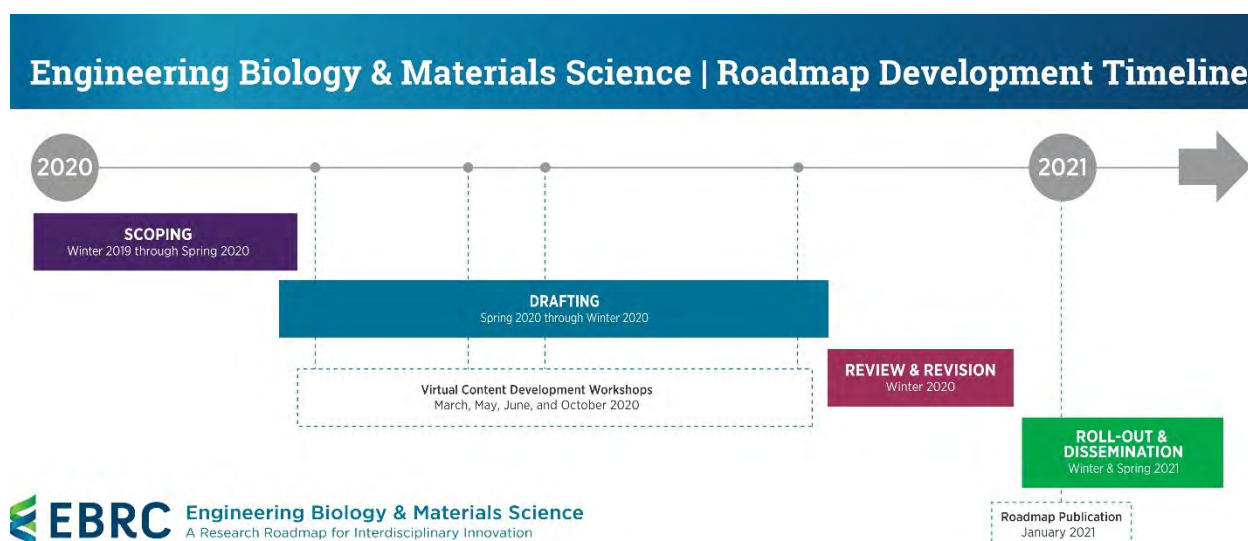 Engineering Biology & Materials Science | Roadmap Development Timeline
2020
2021
SCOPING
Winter 2019 through Spring 2020
DRAFTING
Spring 2020 through Winter 2020
Virtual Content Development Workshops
March, May, June, and October 2020
REVIEW & REVISION
Winter 2020
ROLL-OUT &
DISSEMINATION
Winter & Spring 2021
Roadmap Publication
January 2021
EBRC
Engineering Biology & Materials Science
A Research Roadmap for Interdisciplinary Innovation